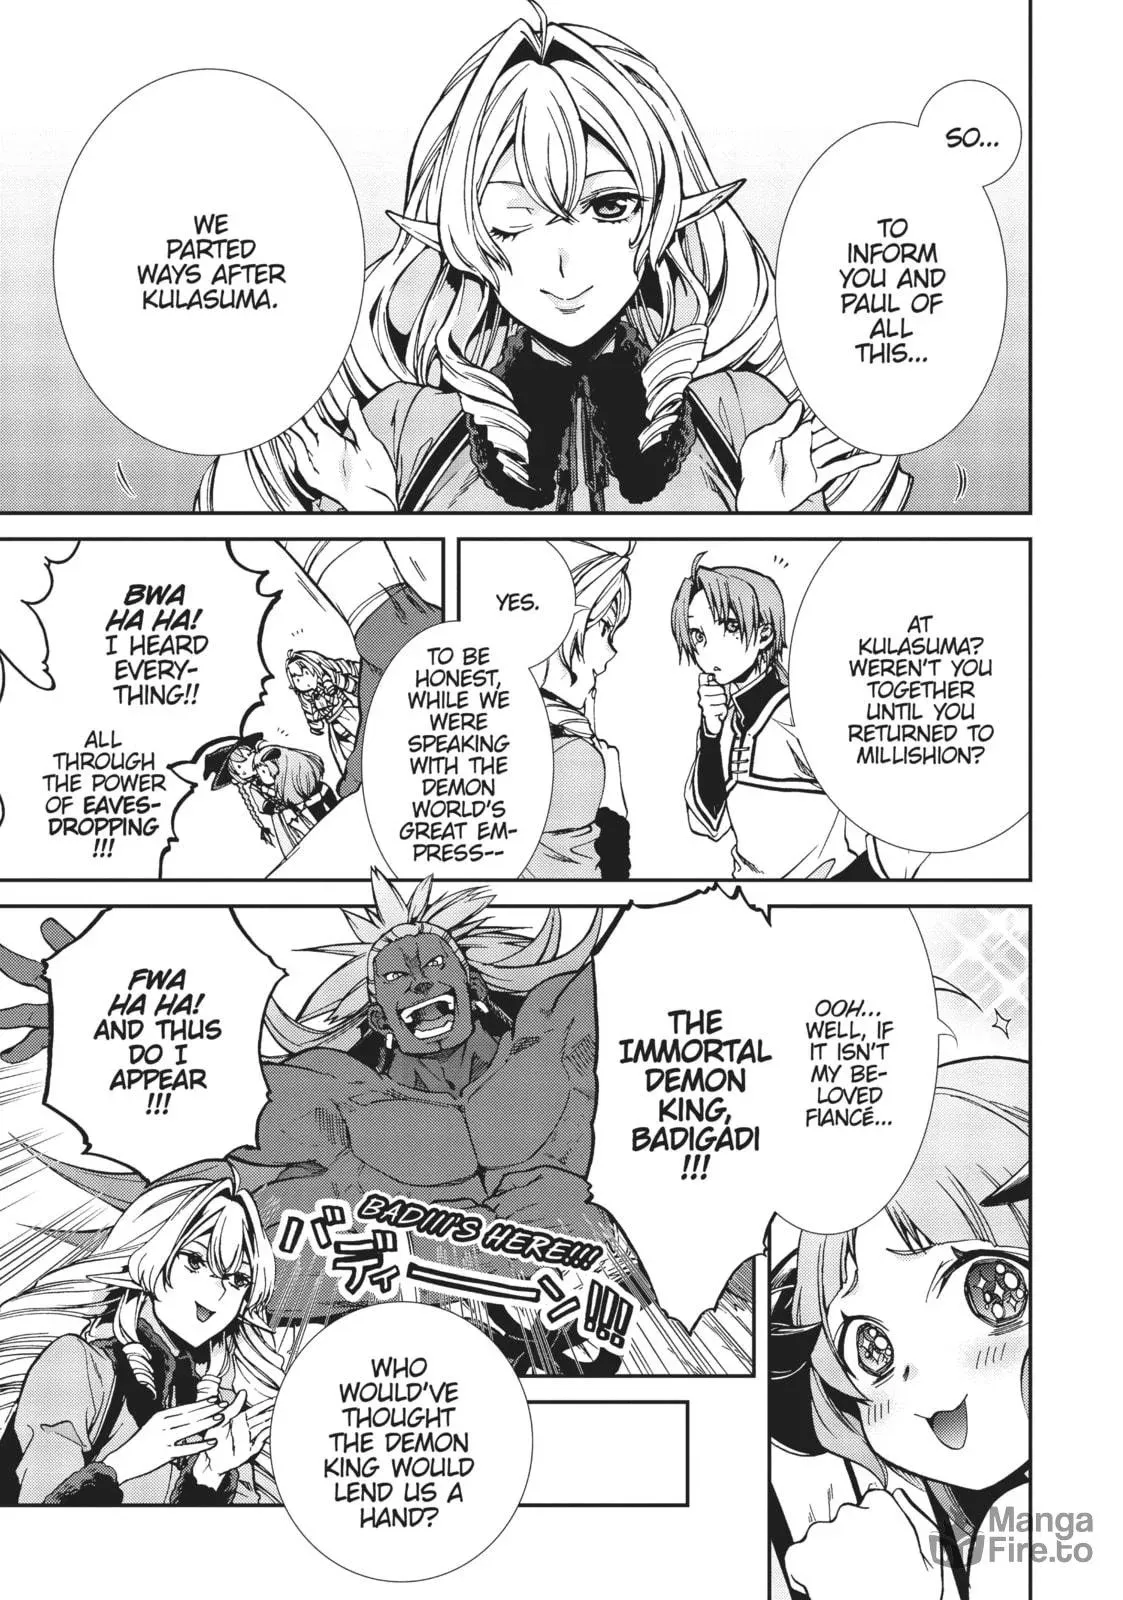 SO...
TO
INFORM
YOU AND
PAUL OF
ALL
THIS...
WE
PARTED
WAYS AFTER
KULASUMA.
AT
KULASUMA?
WEREN'T YOU
TOGETHER
UNTIL YOU
RETURNED TO
MILLISHION?
YES.
TO BE
HONEST,
WHILE WE
WERE
SPEAKING
WITH THE
DEMON
WORLD'S
GREAT EM-
PRESS--
BWA
HA HA!
I HEARD
EVERY-
THING!!
ALL
THROUGH
THE POWER
OF EAVES-
DROPPING
!!!
OOH...
WELL, IF
IT ISN'T
MY BE-
LOVED
FIANCÉ...
THE
IMMORTAL
DEMON
KING,
BADIGADI
!!!
FWA
HA HA!
AND THUS
DO I
APPEAR
!!!
BADIII'S HERE!!!
バディーン!!!
WHO
WOULD'VE
THOUGHT
THE DEMON
KING WOULD
LEND US A
HAND?
Manga
Fire.to